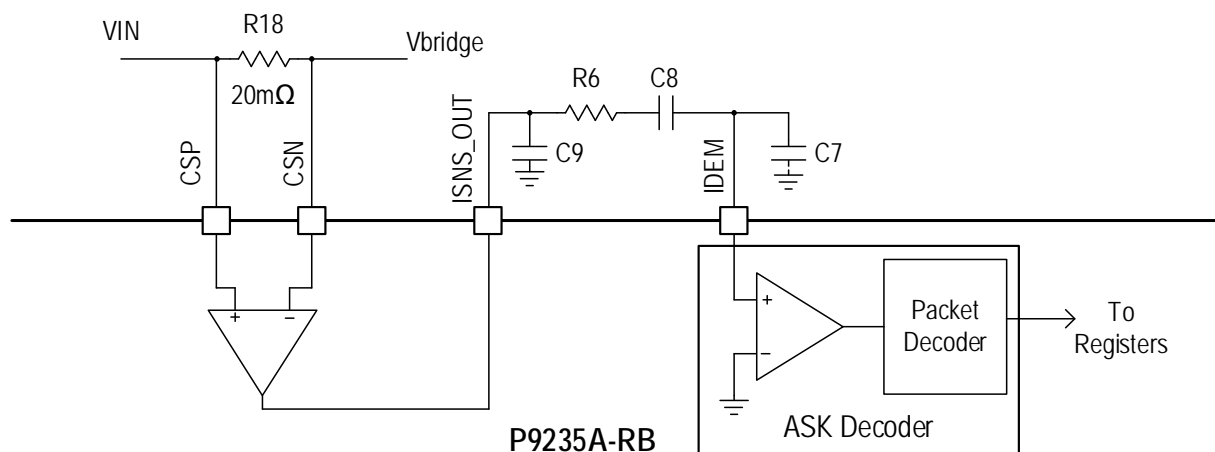 VIN
R18
Vbridge
20mΩ
CSP
CSN
ISNS_OUT
R6
C8
C9
IDEM
C7
+
−
+
−
Packet
Decoder
To
Registers
ASK Decoder
P9235A-RB